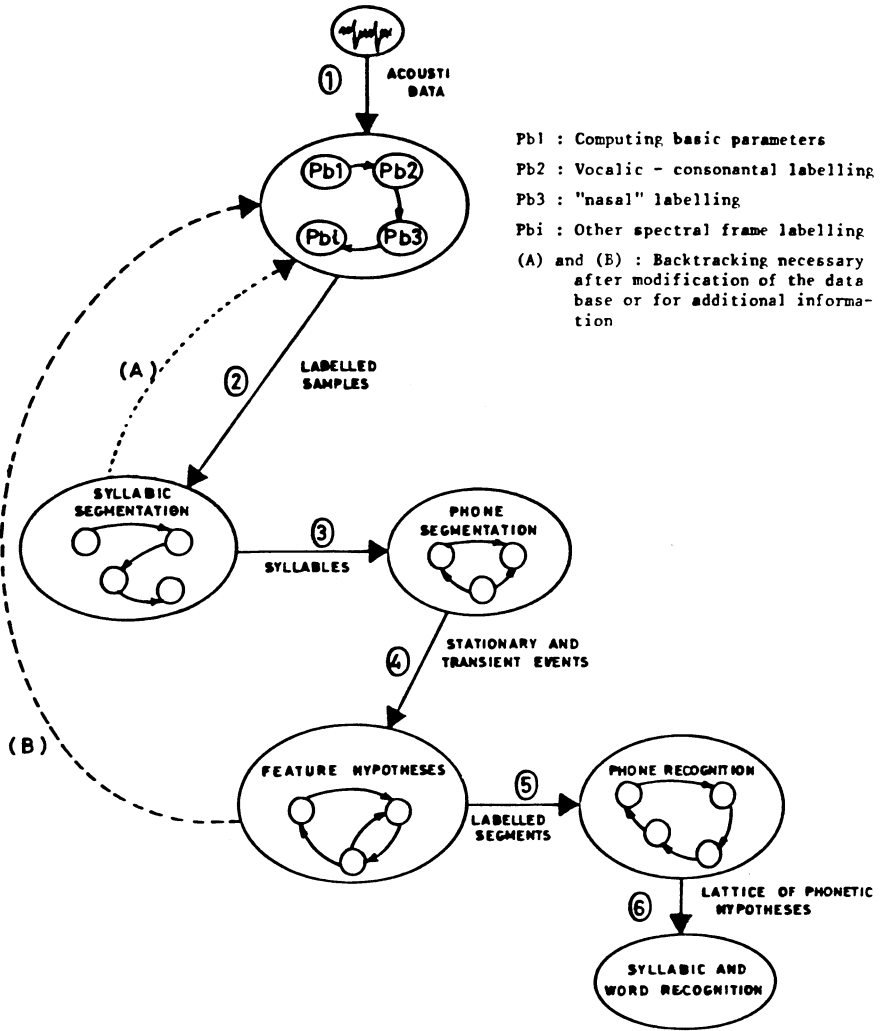 ①
ACOUSTI
DATA
Pb1
Pb2
Pbi
Pb3
Pb1 : Computing basic parameters
Pb2 : Vocalic - consonantal labelling
Pb3 : "nasal" labelling
Pbi : Other spectral frame labelling
(A) and (B) : Backtracking necessary
after modification of the data
base or for additional informa-
tion
(A)
②
LABELLED
SAMPLES
SYLLABIC
SEGMENTATION
③
SYLLABLES
PHONE
SEGMENTATION
④
STATIONARY AND
TRANSIENT EVENTS
(B)
FEATURE HYPOTHESES
⑤
LABELLED
SEGMENTS
PHONE RECOGNITION
⑥
LATTICE OF PHONETIC
HYPOTHESES
SYLLABIC AND
WORD RECOGNITION